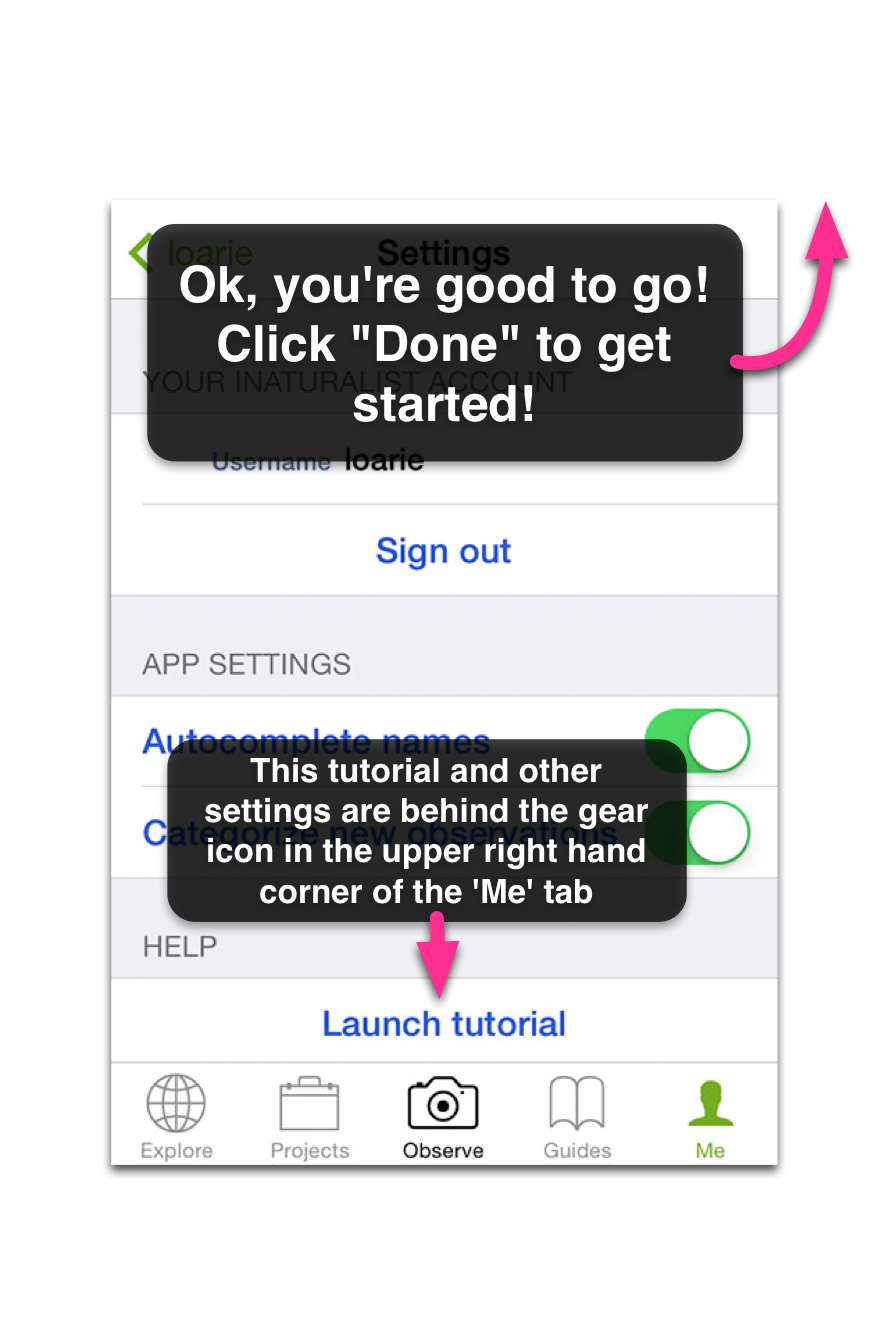 loarie
Settings
Ok, you're good to go!
Click "Done" to get
started!
YOUR INATURALIST ACCOUNT
Username loarie
Sign out
APP SETTINGS
Autocomplete names
This tutorial and other
settings are behind the gear
icon in the upper right hand
corner of the 'Me' tab
Categorize new observations
HELP
Launch tutorial
Explore
Projects
Observe
Guides
Me